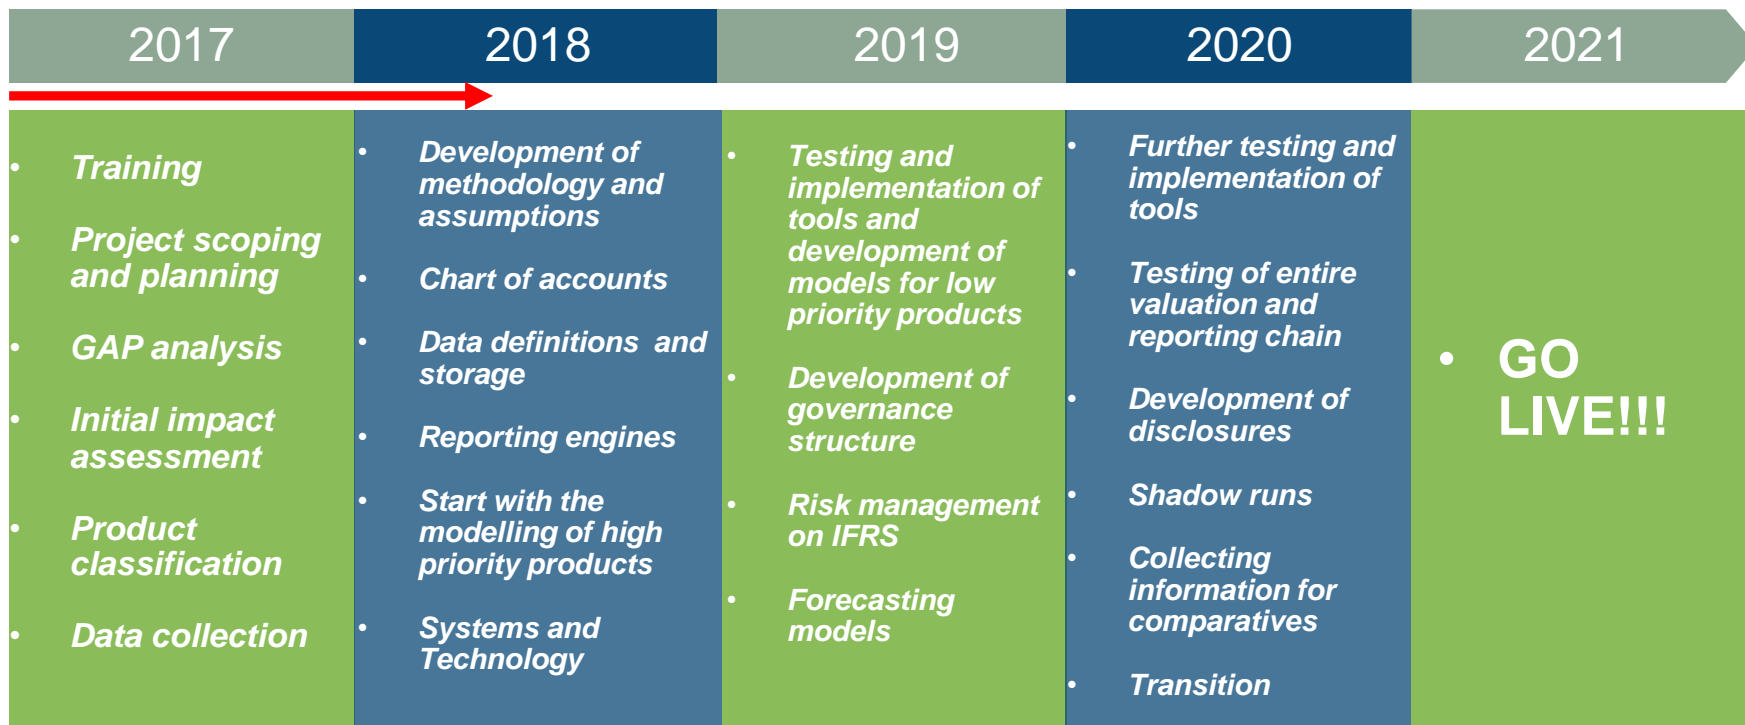 2017
2018
2019
2020
2021
• Training
• Project scoping
and planning
• GAP analysis
• Initial impact
assessment
• Product
classification
• Data collection
• Development of
methodology and
assumptions
• Chart of accounts
• Data definitions  and
storage
• Reporting engines
• Start with the
modelling of high
priority products
• Systems and
Technology
• Testing and
implementation of
tools and
development of
models for low
priority products
• Development of
governance
structure
• Risk management
on IFRS
• Forecasting
models
• Further testing and
implementation of
tools
• Testing of entire
valuation and
reporting chain
• Development of
disclosures
• Shadow runs
• Collecting
information for
comparatives
• Transition
• GO
LIVE!!!